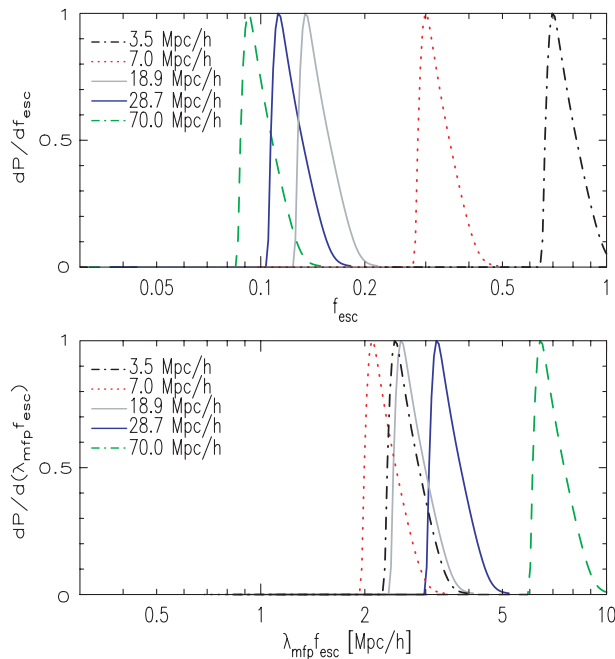 1
0.5
0
dP/df_esc
3.5 Mpc/h
7.0 Mpc/h
18.9 Mpc/h
28.7 Mpc/h
70.0 Mpc/h
0.05 0.1 0.2 0.5 1
f_esc
1
0.5
0
dP/d(λ_mfp f_esc)
3.5 Mpc/h
7.0 Mpc/h
18.9 Mpc/h
28.7 Mpc/h
70.0 Mpc/h
0.5 1 2 5 10
λ_mfp f_esc [Mpc/h]